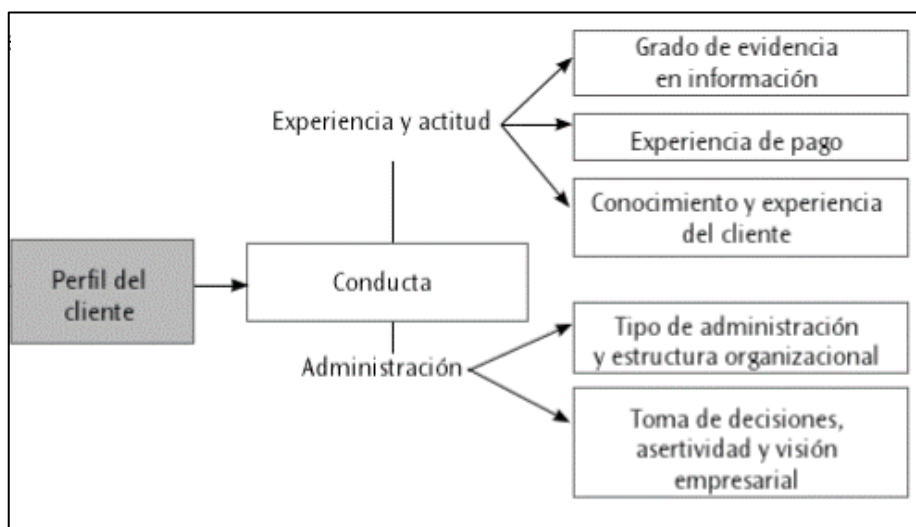 Grado de evidencia
en información
Experiencia y actitud
Experiencia de pago
Conocimiento y experiencia
del cliente
Perfil del
cliente
Conducta
Tipo de administración
y estructura organizacional
Administración
Toma de decisiones,
asertividad y visión
empresarial